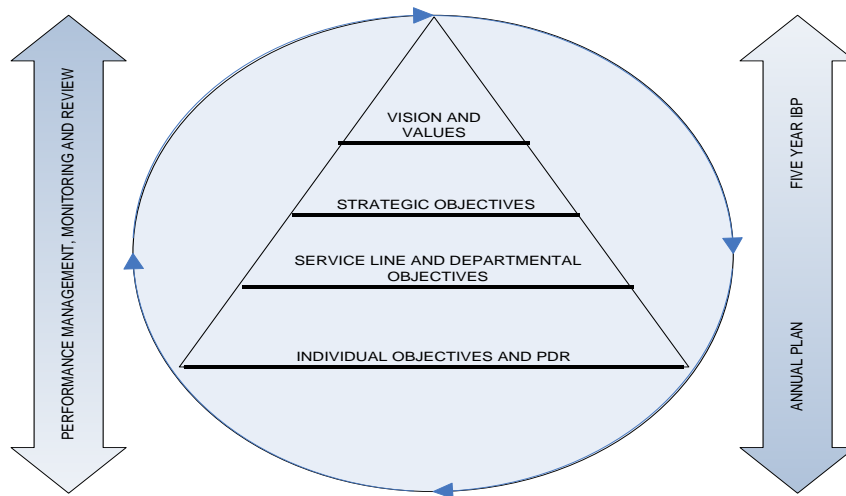 PERFORMANCE MANAGEMENT, MONITORING AND REVIEW
VISION AND
VALUES
STRATEGIC OBJECTIVES
SERVICE LINE AND DEPARTMENTAL
OBJECTIVES
INDIVIDUAL OBJECTIVES AND PDR
FIVE YEAR IBP
ANNUAL PLAN